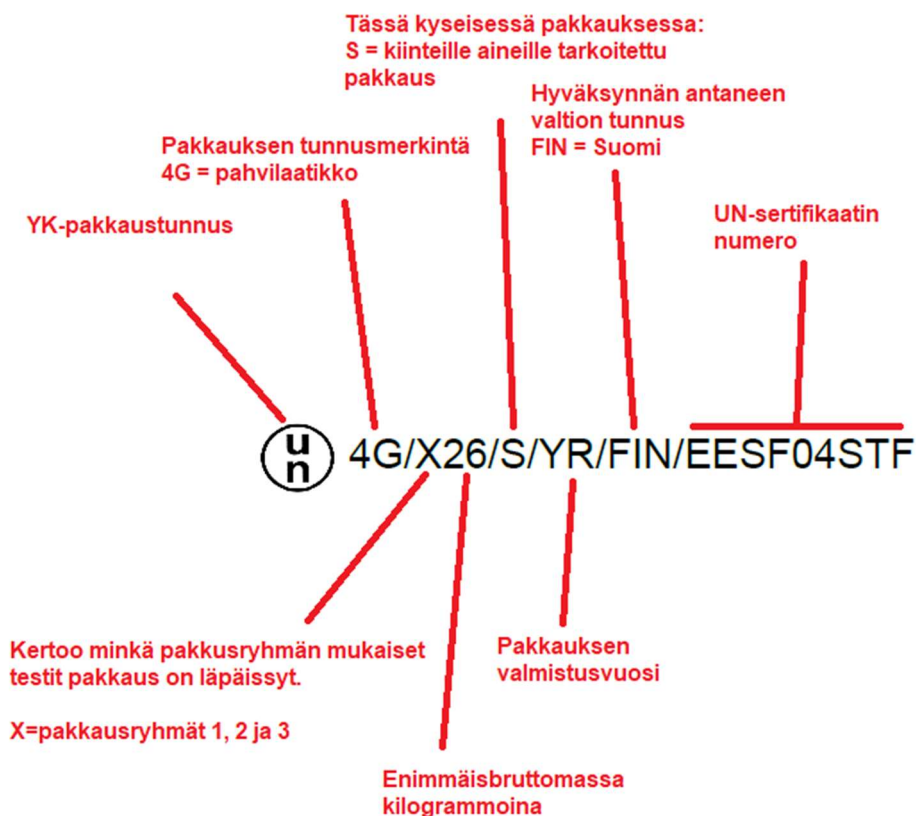 Tässä kyseisessä pakkauksessa:
S = kiinteille aineille tarkoitettu
pakkaus
Hyväksynnän antaneen
valtion tunnus
FIN = Suomi
Pakkauksen tunnusmerkintä
4G = pahvilaatikko
YK-pakkaustunnus
UN-sertifikaatin
numero
un 4G/X26/S/YR/FIN/EESF04STF
Kertoo minkä pakkusryhmän mukaiset
testit pakkaus on läpäissyt.
X=pakkausryhmät 1, 2 ja 3
Pakkauksen
valmistusvuosi
Enimmäisbruttomassa
kilogrammoina